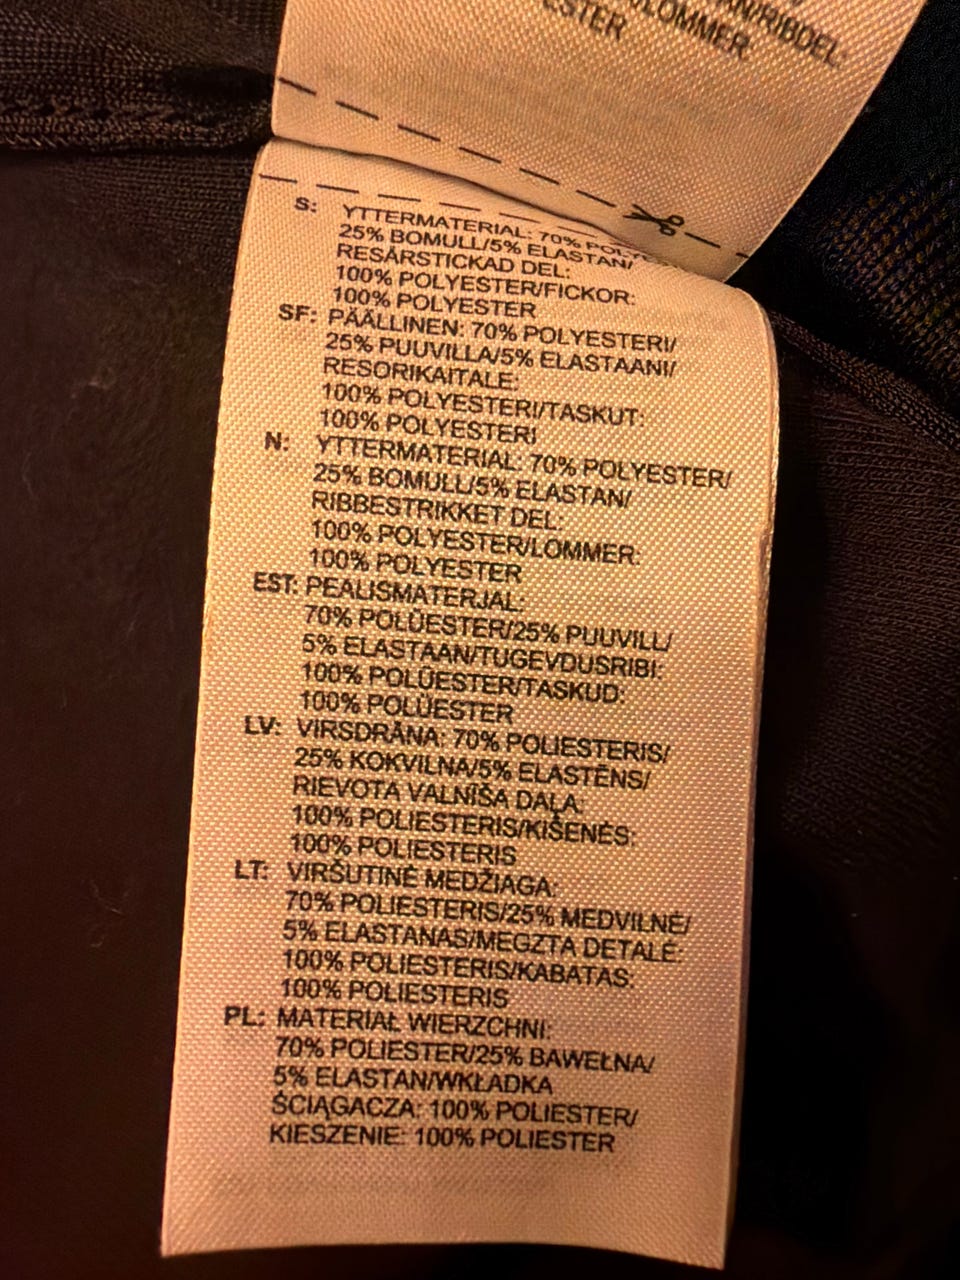 AN/RIBDEL:
/LOMMER:
ESTER
S: YTTERMATERIAL: 70%
25% BOMULL/5% ELASTAN/
RESÅRSTICKAD DEL:
100% POLYESTER/FICKOR:
100% POLYESTER
SF: PÄÄLLINEN: 70% POLYESTERI/
25% PUUVILLA/5% ELASTAANI/
RESORIKAITALE:
100% POLYESTERI/TASKUT:
100% POLYESTERI
N: YTTERMATERIAL: 70% POLYESTER/
25% BOMULL/5% ELASTAN/
RIBBESTRIKKET DEL:
100% POLYESTER/LOMMER:
100% POLYESTER
EST: PEALISMATERJAL:
70% POLÜESTER/25% PUUVILL/
5% ELASTAAN/TUGEVDUSRIBI:
100% POLÜESTER/TASKUD:
100% POLÜESTER
LV: VIRSDRĀNA: 70% POLIESTERIS/
25% KOKVILNA/5% ELASTĒNS/
RIEVOTA VALNĪŠA DAĻA:
100% POLIESTERIS/KIŠENĒS:
100% POLIESTERIS
LT: VIRŠUTINĖ MEDŽIAGA:
70% POLIESTERIS/25% MEDVILNĖ/
5% ELASTANAS/MEGZTA DETALĖ:
100% POLIESTERIS/KABATAS:
100% POLIESTERIS
PL: MATERIAŁ WIERZCHNI:
70% POLIESTER/25% BAWEŁNA/
5% ELASTAN/WKŁADKA
ŚCIĄGACZA: 100% POLIESTER/
KIESZENIE: 100% POLIESTER